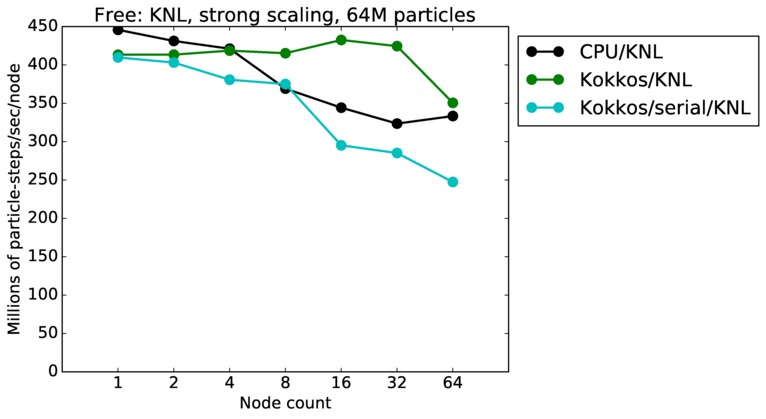 Free: KNL, strong scaling, 64M particles
Millions of particle-steps/sec/node
450
400
350
300
250
200
150
100
50
0
1 2 4 8 16 32 64
Node count
CPU/KNL
Kokkos/KNL
Kokkos/serial/KNL